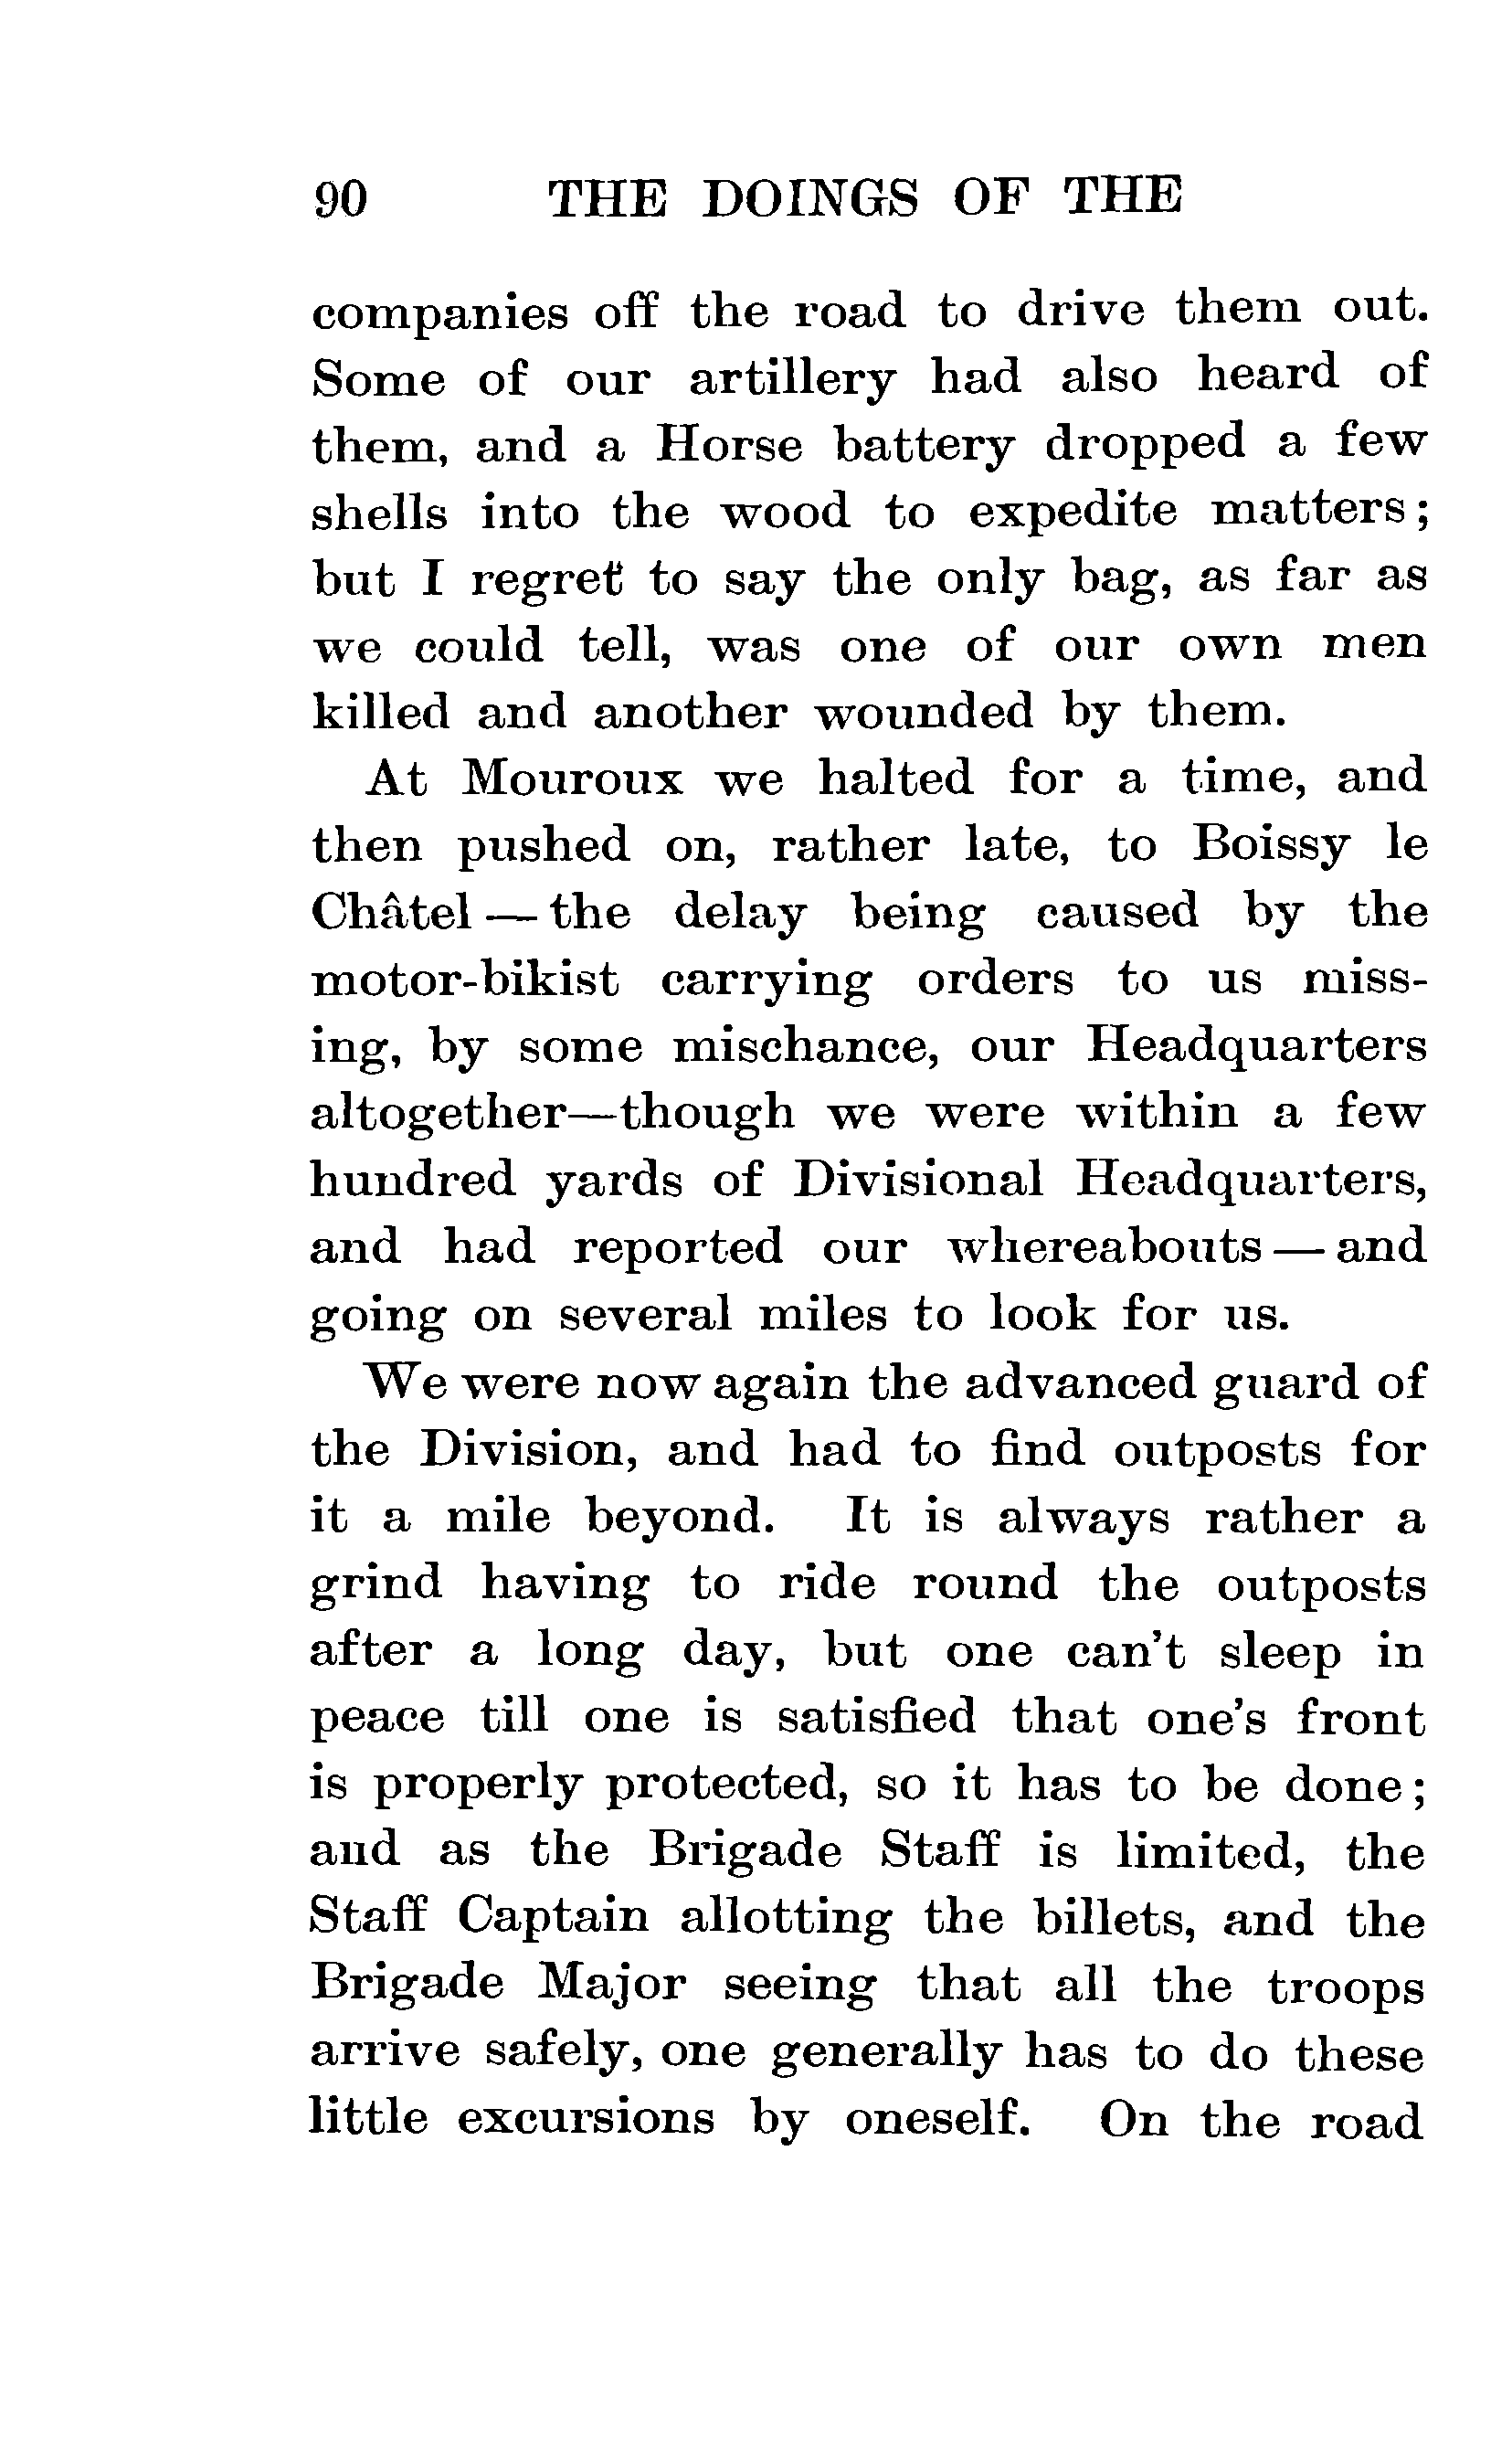 90 THE DOINGS OF THE
companies off the road to drive them out.
Some of our artillery had also heard of
them, and a Horse battery dropped a few
shells into the wood to expedite matters;
but I regret to say the only bag, as far as
we could tell, was one of our own men
killed and another wounded by them.
At Mouroux we halted for a time, and
then pushed on, rather late, to Boissy le
Châtel — the delay being caused by the
motor-bikist carrying orders to us miss-
ing, by some mischance, our Headquarters
altogether—though we were within a few
hundred yards of Divisional Headquarters,
and had reported our whereabouts — and
going on several miles to look for us.
We were now again the advanced guard of
the Division, and had to find outposts for
it a mile beyond. It is always rather a
grind having to ride round the outposts
after a long day, but one can't sleep in
peace till one is satisfied that one's front
is properly protected, so it has to be done;
and as the Brigade Staff is limited, the
Staff Captain allotting the billets, and the
Brigade Major seeing that all the troops
arrive safely, one generally has to do these
little excursions by oneself. On the road